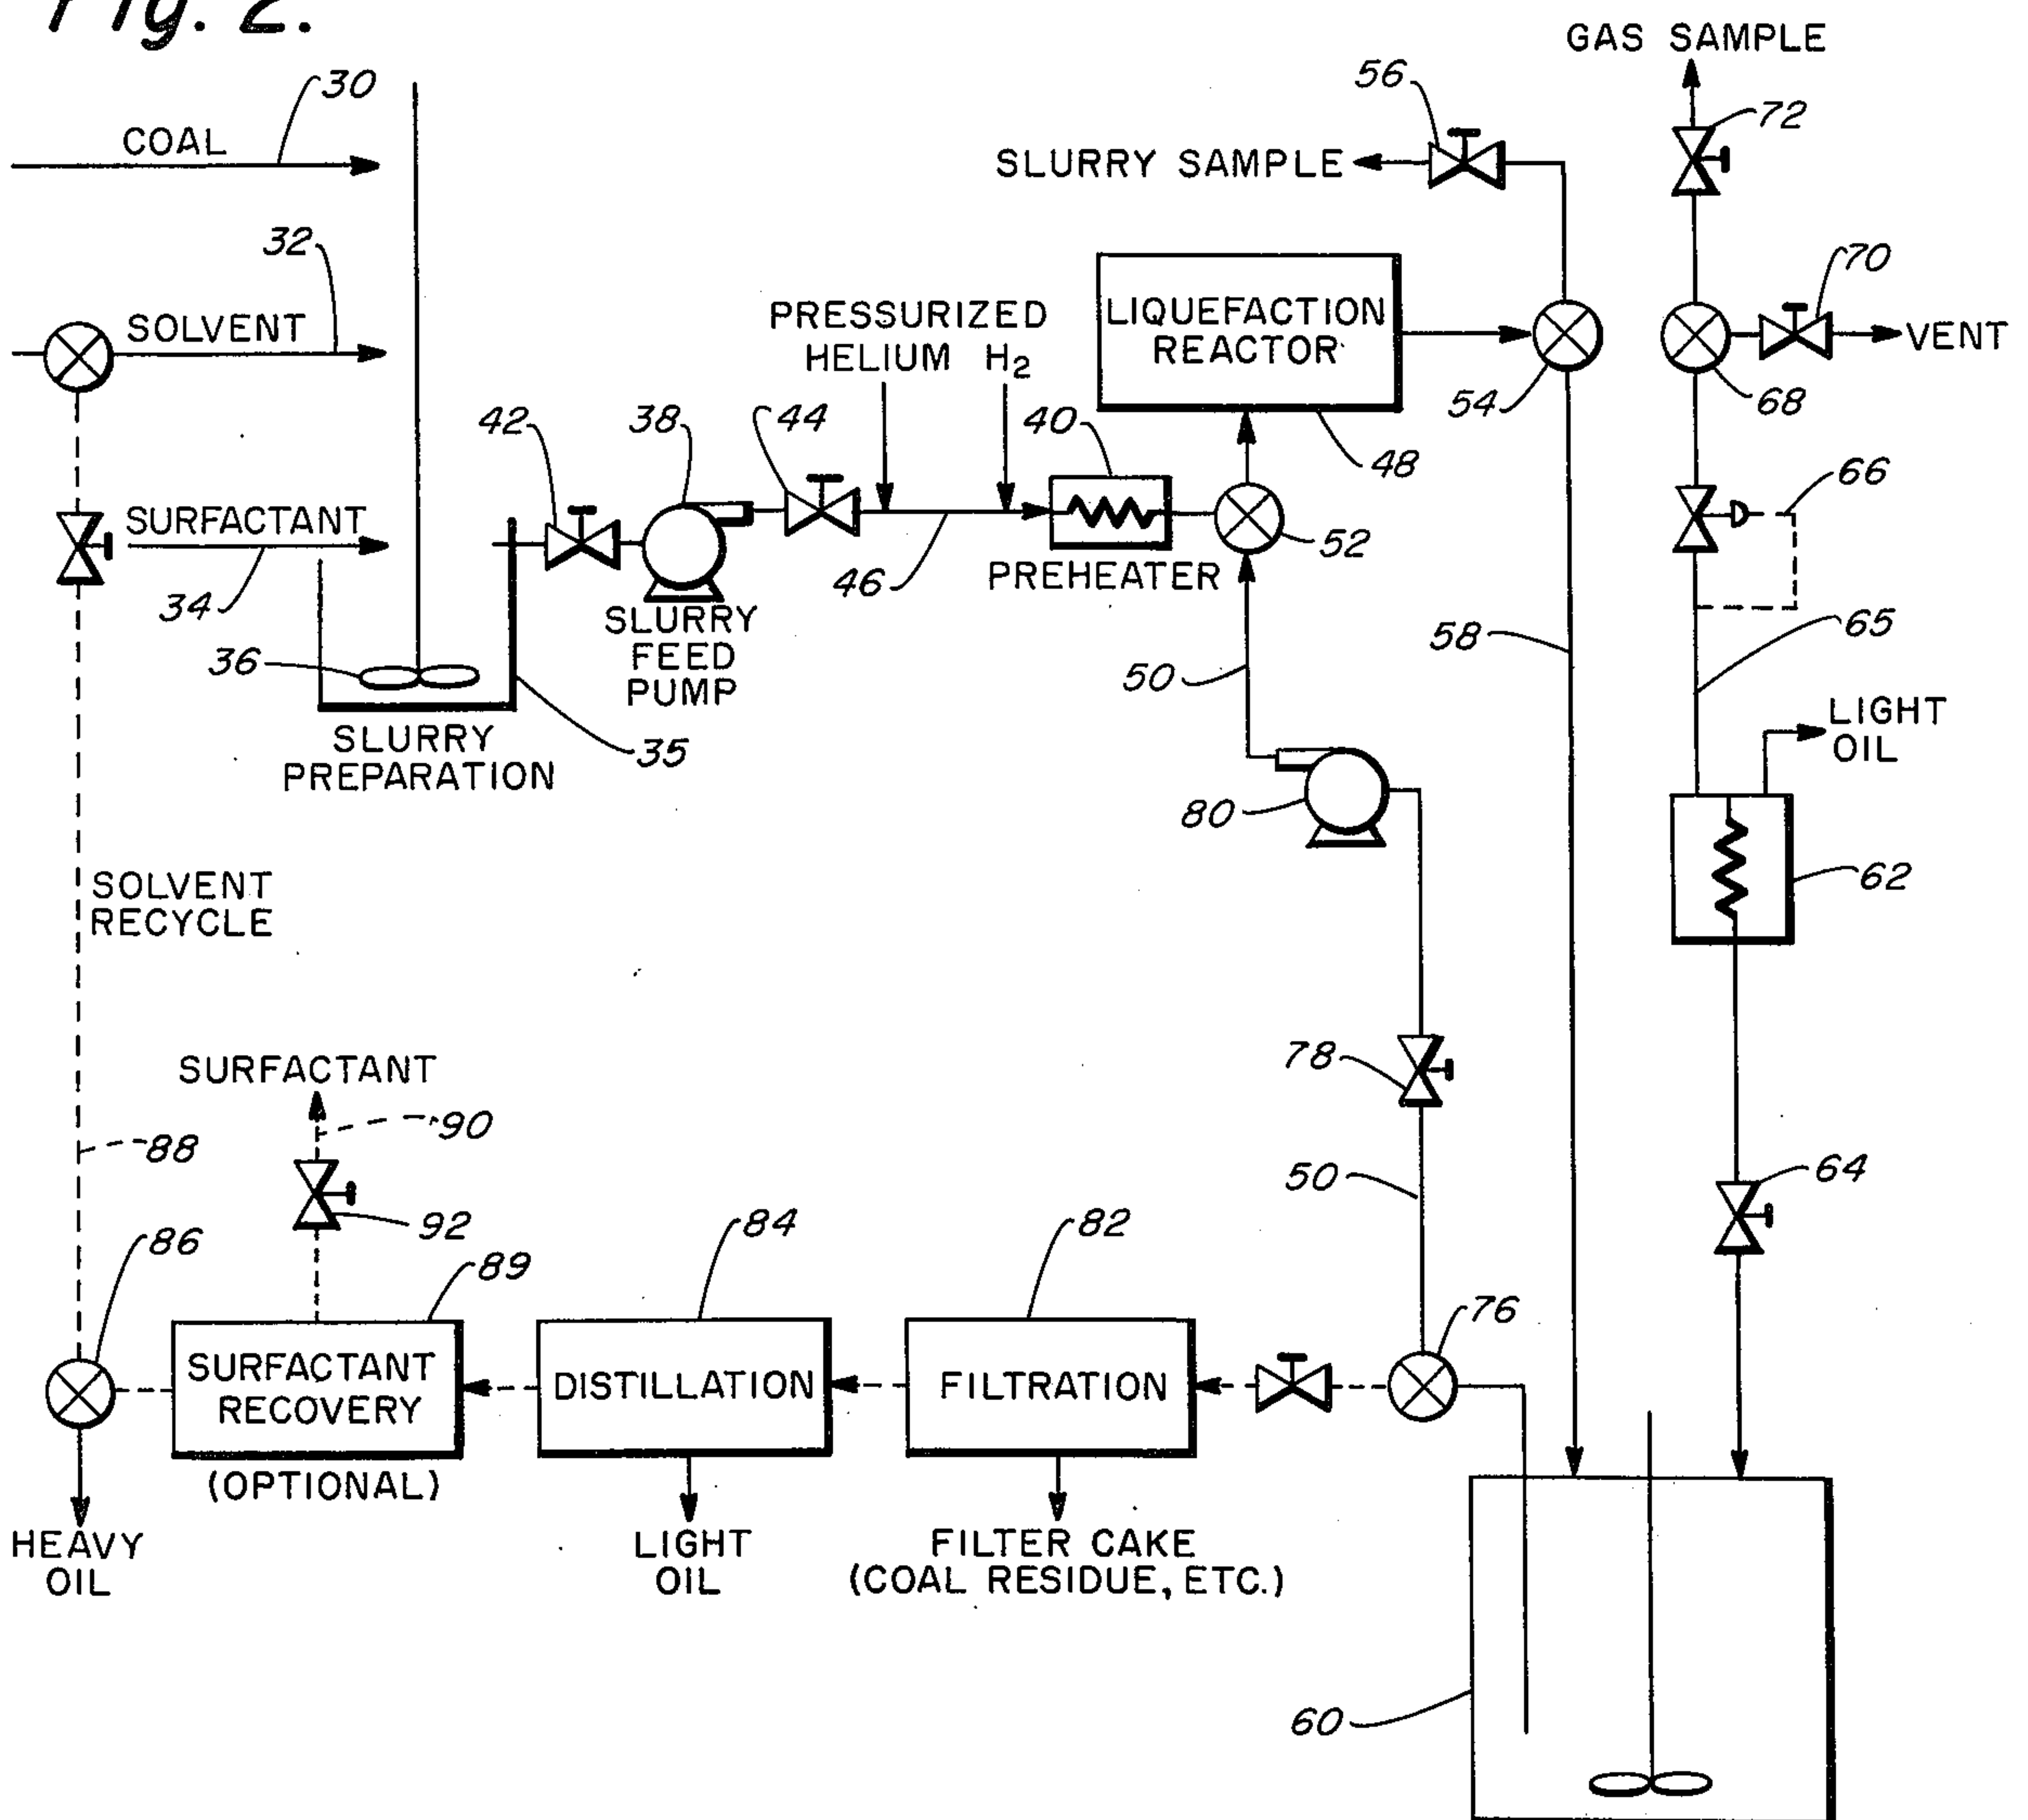 Fig. 2.
GAS SAMPLE
30
COAL
56
72
SLURRY SAMPLE
32
SOLVENT
PRESSURIZED
HELIUM H2
LIQUEFACTION
REACTOR
70
VENT
54
68
42
38
44
40
48
66
SURFACTANT
34
46
PREHEATER
52
SLURRY
FEED
PUMP
36
50
58
65
SLURRY
PREPARATION
35
LIGHT
OIL
80
62
SOLVENT
RECYCLE
78
SURFACTANT
90
88
92
50
64
86
89
84
82
76
SURFACTANT
RECOVERY
(OPTIONAL)
DISTILLATION
FILTRATION
HEAVY
OIL
LIGHT
OIL
FILTER CAKE
(COAL RESIDUE, ETC.)
60